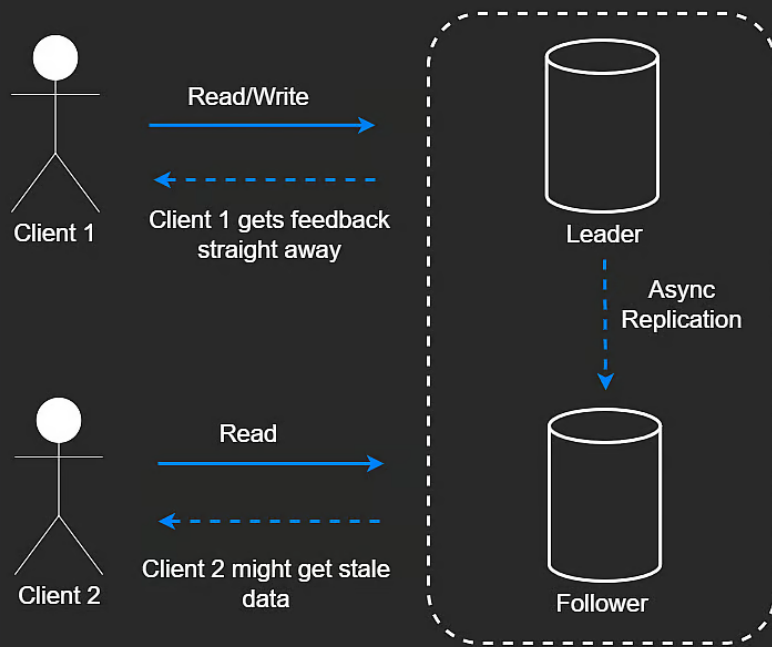 Read/Write
Client 1 gets feedback
straight away
Client 1
Leader
Async
Replication
Read
Client 2 might get stale
data
Client 2
Follower